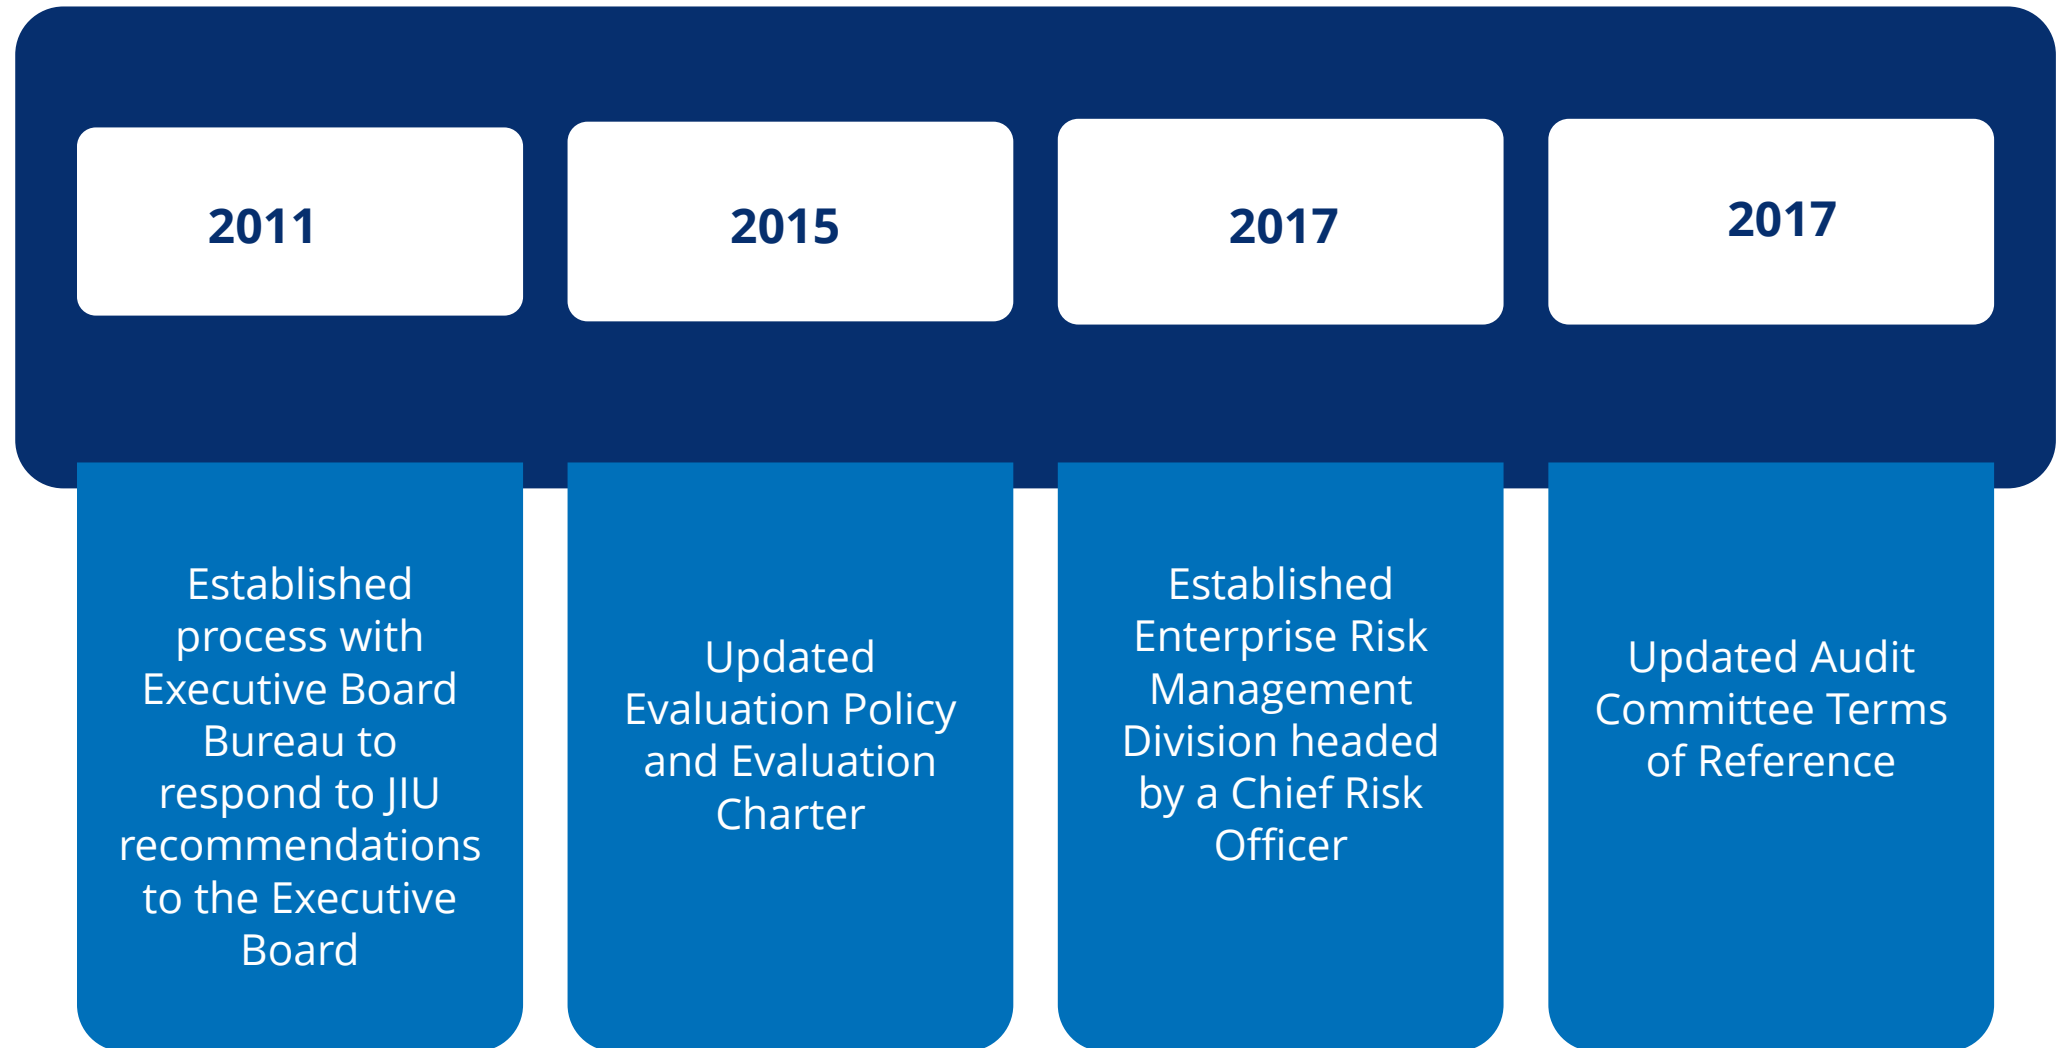 2011
2015
2017
2017
Established
process with
Executive Board
Bureau to
respond to JIU
recommendations
to the Executive
Board
Updated
Evaluation Policy
and Evaluation
Charter
Established
Enterprise Risk
Management
Division headed
by a Chief Risk
Officer
Updated Audit
Committee Terms
of Reference